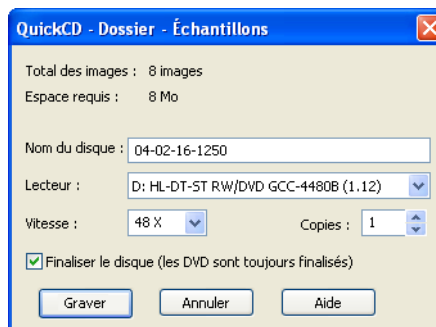 QuickCD - Dossier - Échantillons
Total des images : 8 images
Espace requis : 8 Mo
Nom du disque : 04-02-16-1250
Lecteur : D: HL-DT-ST RW/DVD GCC-4480B (1.12)
Vitesse : 48 X Copies : 1
Finaliser le disque (les DVD sont toujours finalisés)
Graver Annuler Aide